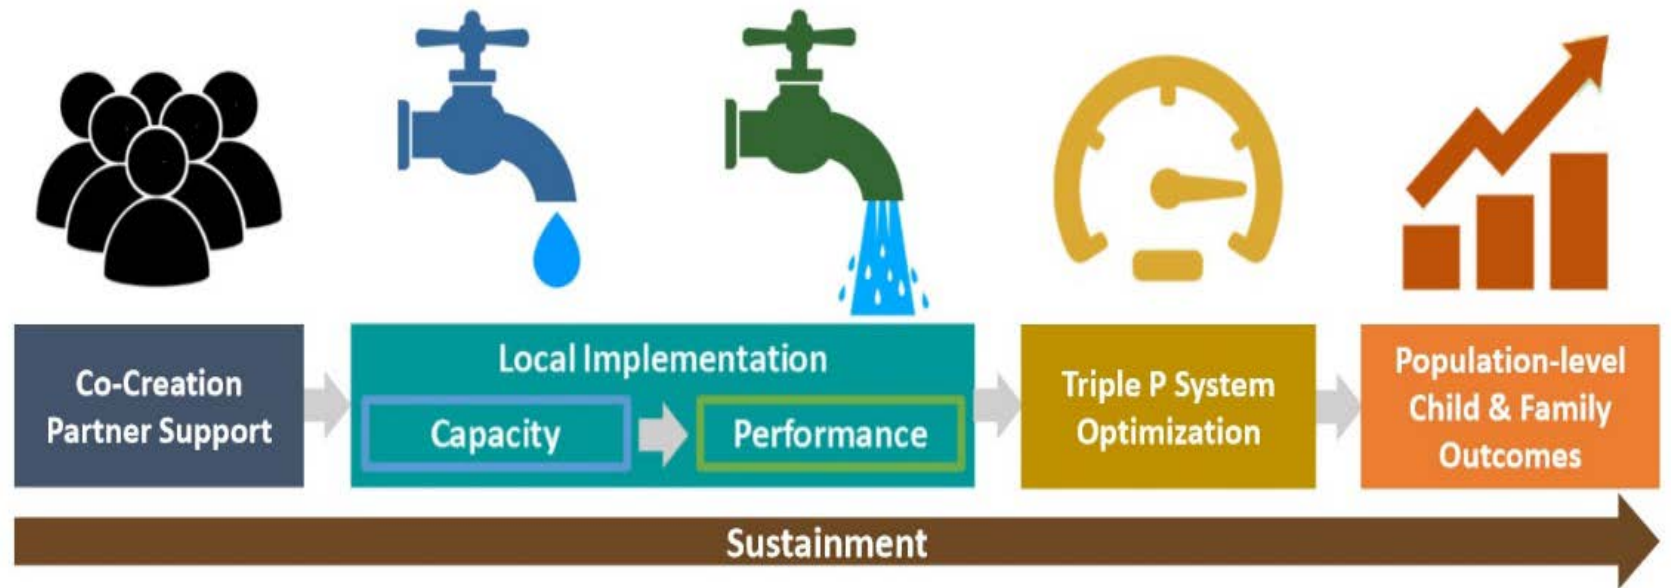 Co-Creation
Partner Support
Local Implementation
Capacity
Performance
Triple P System
Optimization
Population-level
Child & Family
Outcomes
Sustainment